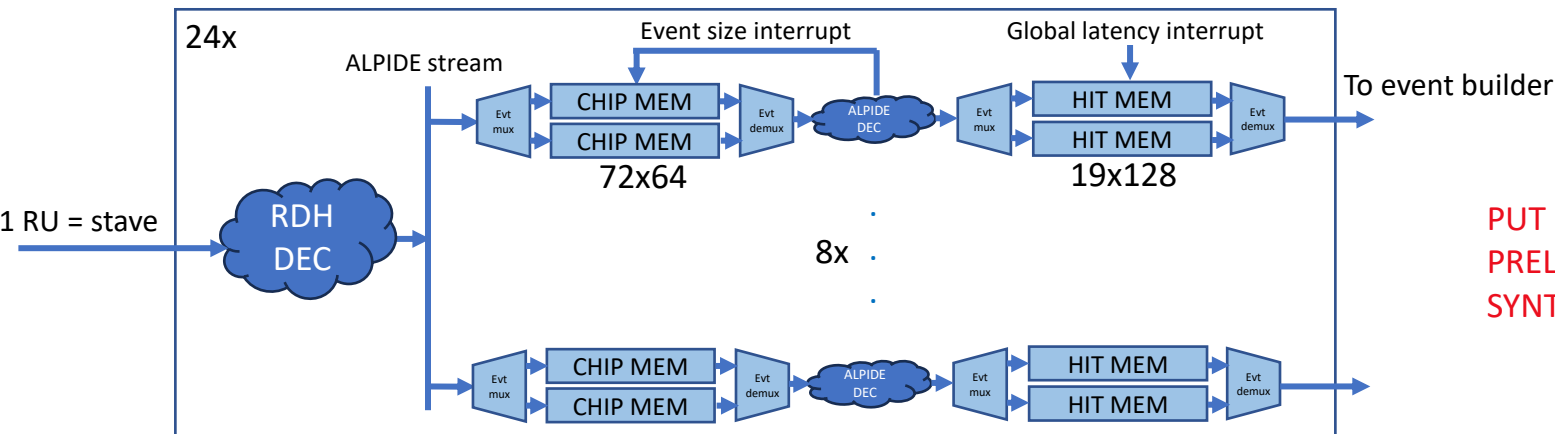 24x
Event size interrupt
Global latency interrupt
ALPIDE stream
To event builder
Evt
mux
CHIP MEM
CHIP MEM
72x64
Evt
demux
ALPIDE
DEC
Evt
mux
HIT MEM
HIT MEM
19x128
Evt
demux
1 RU = stave
RDH
DEC
8x
PUT
PREL
SYNT
Evt
mux
CHIP MEM
CHIP MEM
Evt
demux
ALPIDE
DEC
Evt
mux
HIT MEM
HIT MEM
Evt
demux